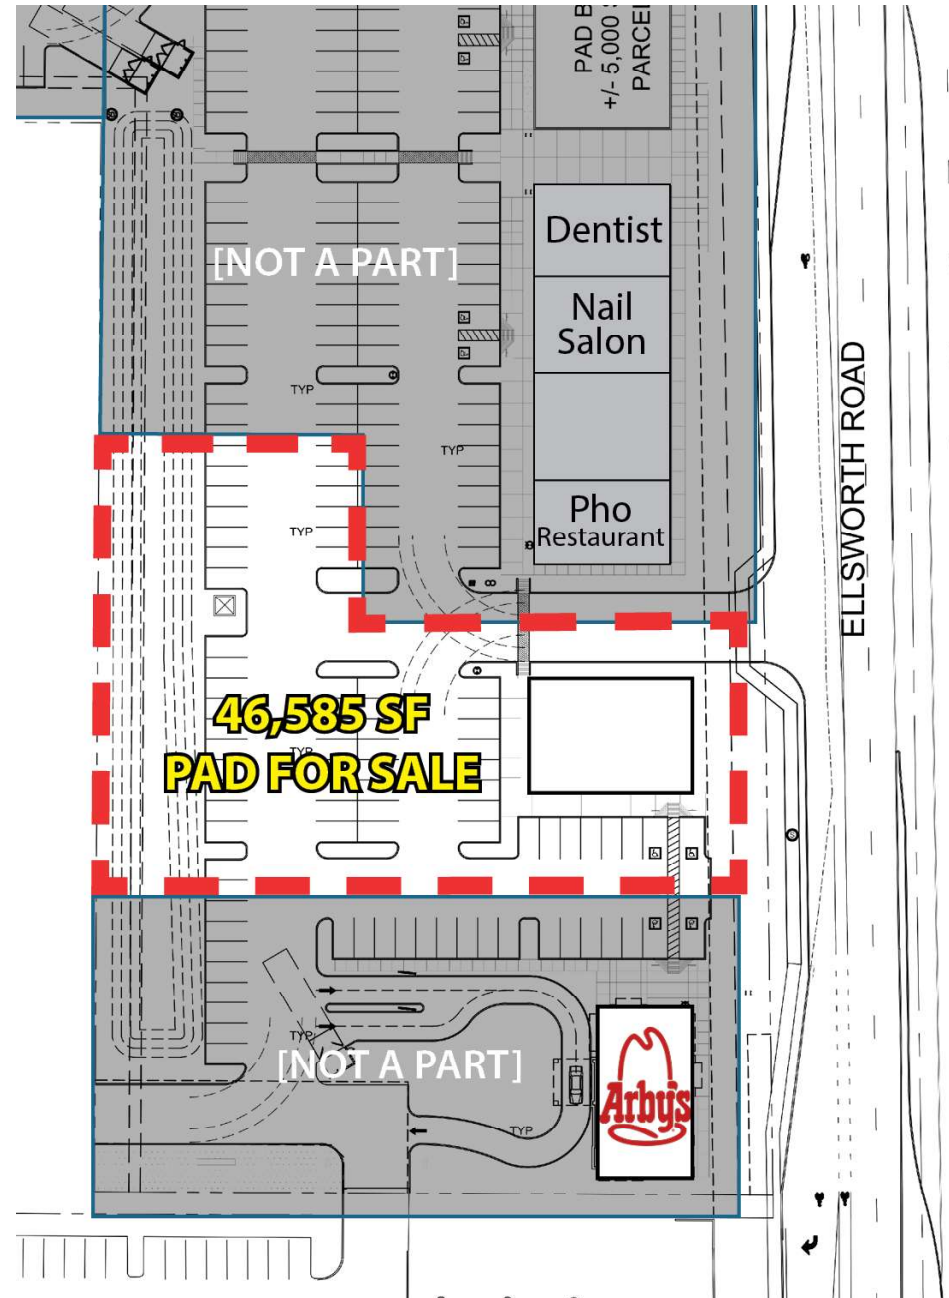 PAD B
+/- 5,000 S
PARCEL
Dentist
[NOT A PART]
Nail
Salon
TYP
TYP
ELLSWORTH ROAD
Pho
Restaurant
TYP
46,585 SF
TYP
PAD FOR SALE
TYP
[NOT A PART]
Arby's
TYP